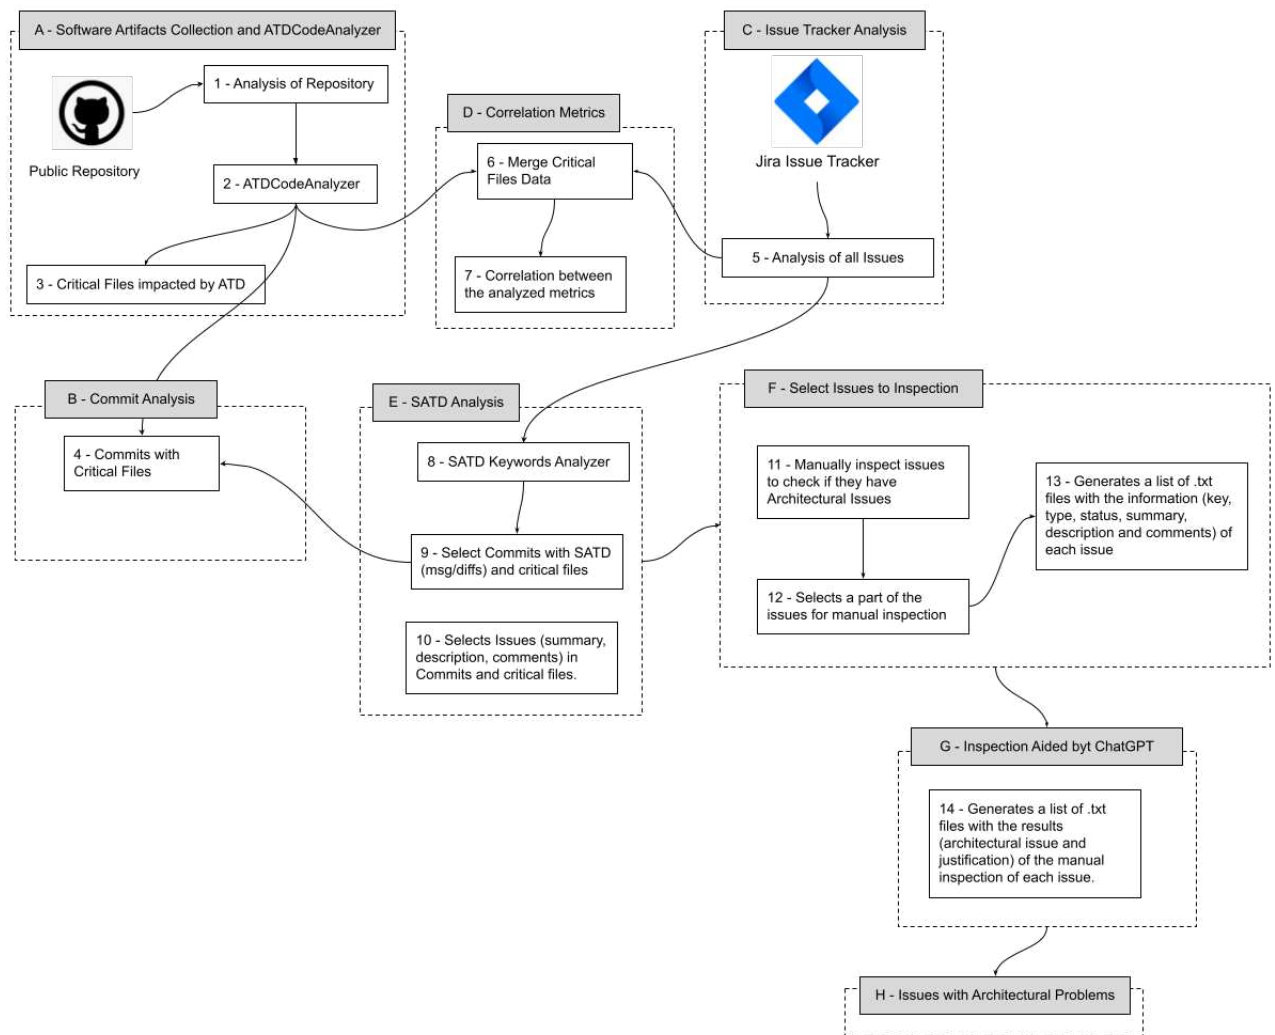 A - Software Artifacts Collection and ATDCodeAnalyzer
Public Repository
1 - Analysis of Repository
2 - ATDCodeAnalyzer
3 - Critical Files impacted by ATD
B - Commit Analysis
4 - Commits with
Critical Files
C - Issue Tracker Analysis
Jira Issue Tracker
5 - Analysis of all Issues
D - Correlation Metrics
6 - Merge Critical
Files Data
7 - Correlation between
the analyzed metrics
E - SATD Analysis
8 - SATD Keywords Analyzer
9 - Select Commits with SATD
(msg/diffs) and critical files
10 - Selects Issues (summary,
description, comments) in
Commits and critical files.
F - Select Issues to Inspection
11 - Manually inspect issues
to check if they have
Architectural Issues
12 - Selects a part of the
issues for manual inspection
13 - Generates a list of .txt
files with the information (key,
type, status, summary,
description and comments) of
each issue
G - Inspection Aided byt ChatGPT
14 - Generates a list of .txt
files with the results
(architectural issue and
justification) of the manual
inspection of each issue.
H - Issues with Architectural Problems